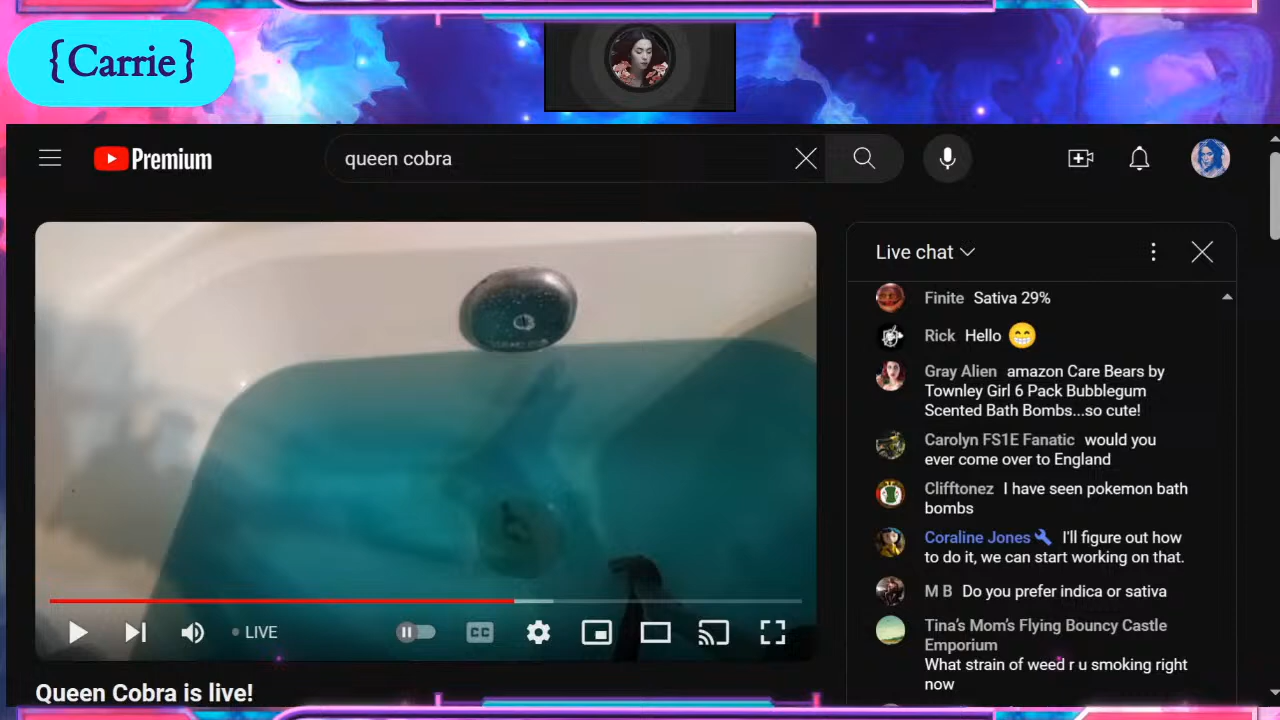 {Carrie}
Premium
queen cobra
Live chat
Finite Sativa 29%
Rick Hello
Gray Alien amazon Care Bears by
Townley Girl 6 Pack Bubblegum
Scented Bath Bombs...so cute!
Carolyn FS1E Fanatic would you
ever come over to England
Clifftonez I have seen pokemon bath
bombs
Coraline Jones I'll figure out how
to do it, we can start working on that.
M B Do you prefer indica or sativa
Tina's Mom's Flying Bouncy Castle
Emporium
What strain of weed r u smoking right
now
LIVE
CC
Queen Cobra is live!